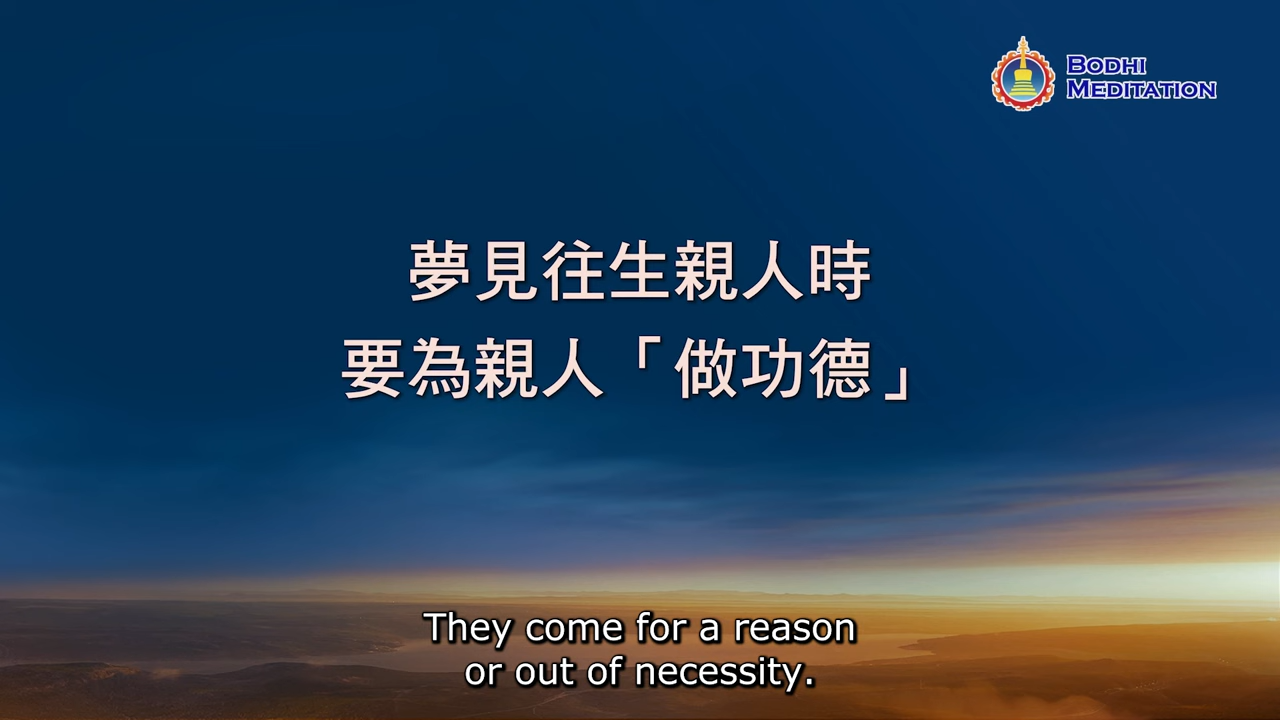 BODHI
MEDITATION
夢見往生親人時
要為親人「做功德」
They come for a reason
or out of necessity.